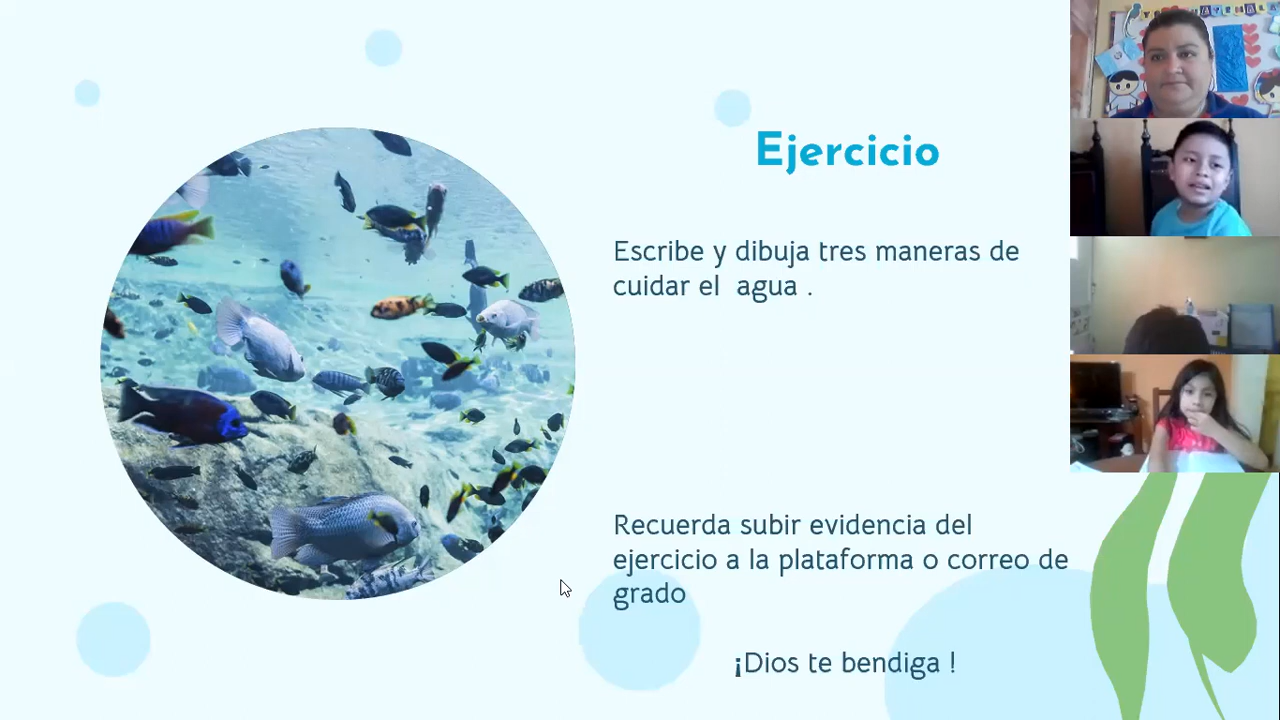 Ejercicio
Escribe y dibuja tres maneras de
cuidar el agua .
Recuerda subir evidencia del
ejercicio a la plataforma o correo de
grado
¡Dios te bendiga !